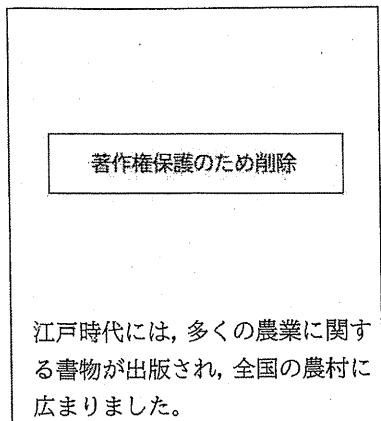 著作権保護のため削除
江戸時代には,多くの農業に関す
る書物が出版され,全国の農村に
広まりました。